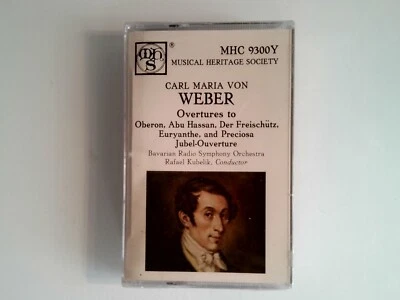 MHS
®
MHC 9300Y
MUSICAL HERITAGE SOCIETY
CARL MARIA VON
WEBER
Overtures to
Oberon, Abu Hassan, Der Freischütz,
Euryanthe, and Preciosa
Jubel-Ouverture
Bavarian Radio Symphony Orchestra
Rafael Kubelik, Conductor